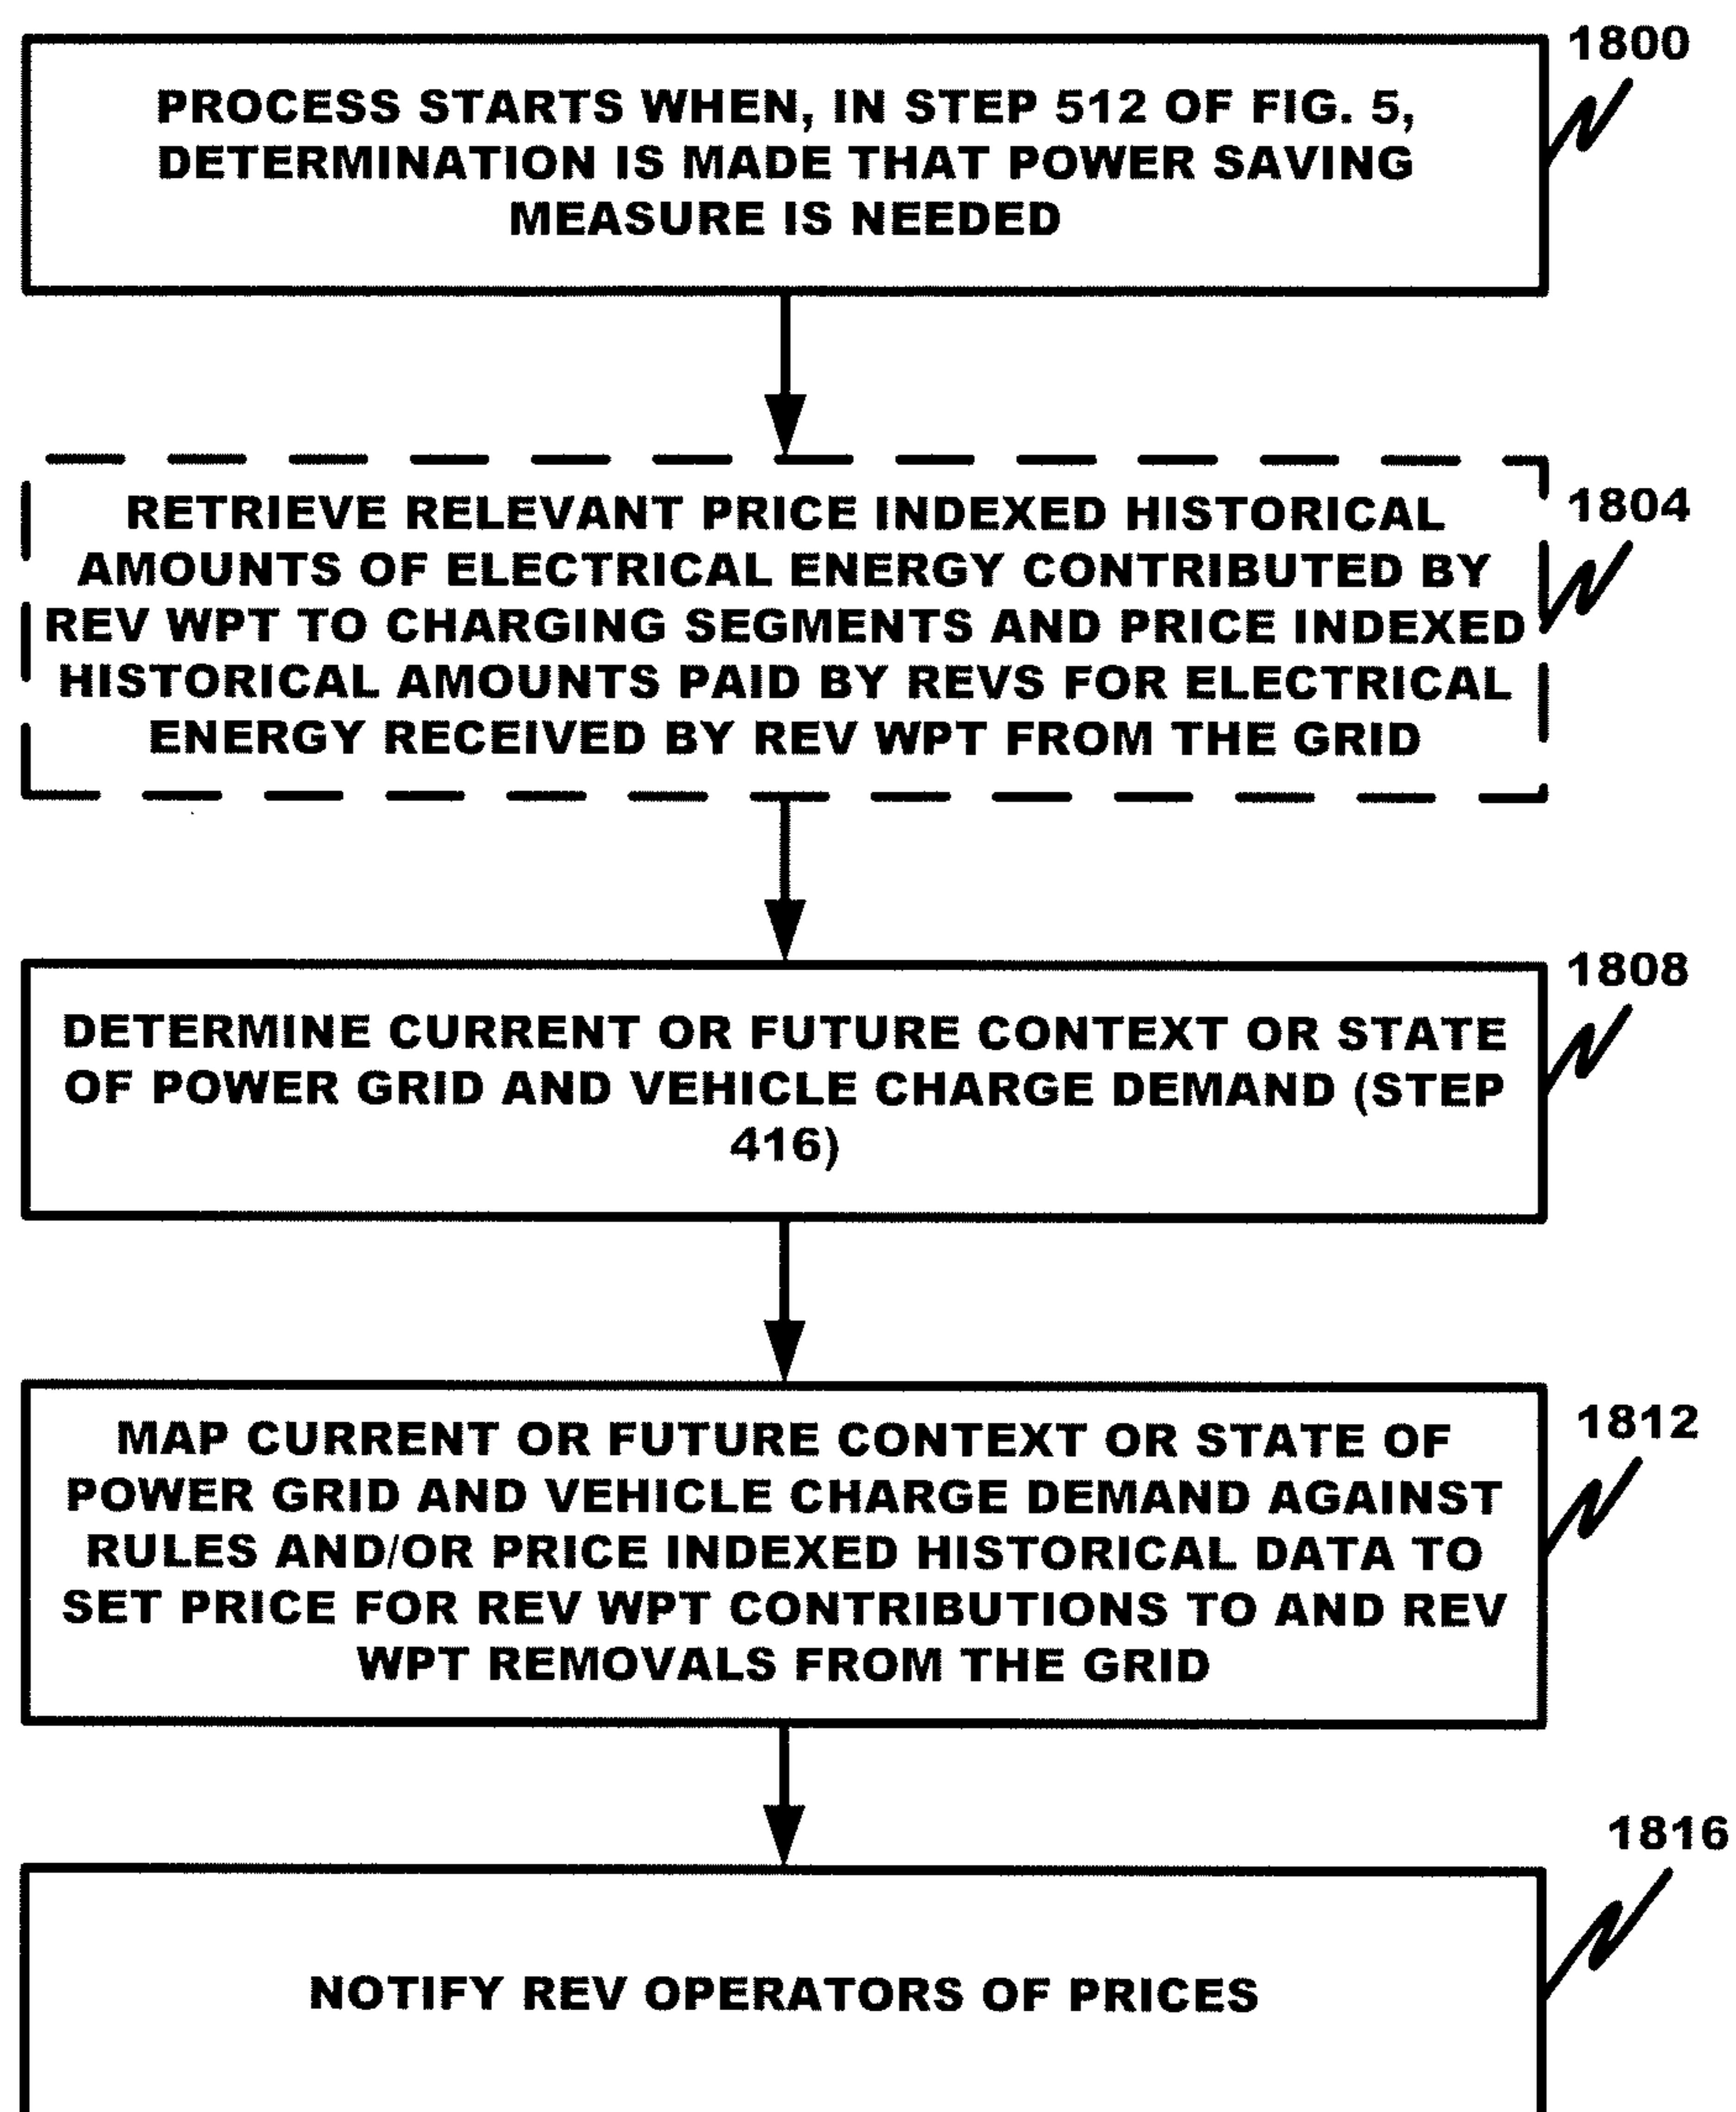 1800
PROCESS STARTS WHEN, IN STEP 512 OF FIG. 5,
DETERMINATION IS MADE THAT POWER SAVING
MEASURE IS NEEDED
1804
RETRIEVE RELEVANT PRICE INDEXED HISTORICAL
AMOUNTS OF ELECTRICAL ENERGY CONTRIBUTED BY
REV WPT TO CHARGING SEGMENTS AND PRICE INDEXED
HISTORICAL AMOUNTS PAID BY REVS FOR ELECTRICAL
ENERGY RECEIVED BY REV WPT FROM THE GRID
1808
DETERMINE CURRENT OR FUTURE CONTEXT OR STATE
OF POWER GRID AND VEHICLE CHARGE DEMAND (STEP
416)
1812
MAP CURRENT OR FUTURE CONTEXT OR STATE OF
POWER GRID AND VEHICLE CHARGE DEMAND AGAINST
RULES AND/OR PRICE INDEXED HISTORICAL DATA TO
SET PRICE FOR REV WPT CONTRIBUTIONS TO AND REV
WPT REMOVALS FROM THE GRID
1816
NOTIFY REV OPERATORS OF PRICES